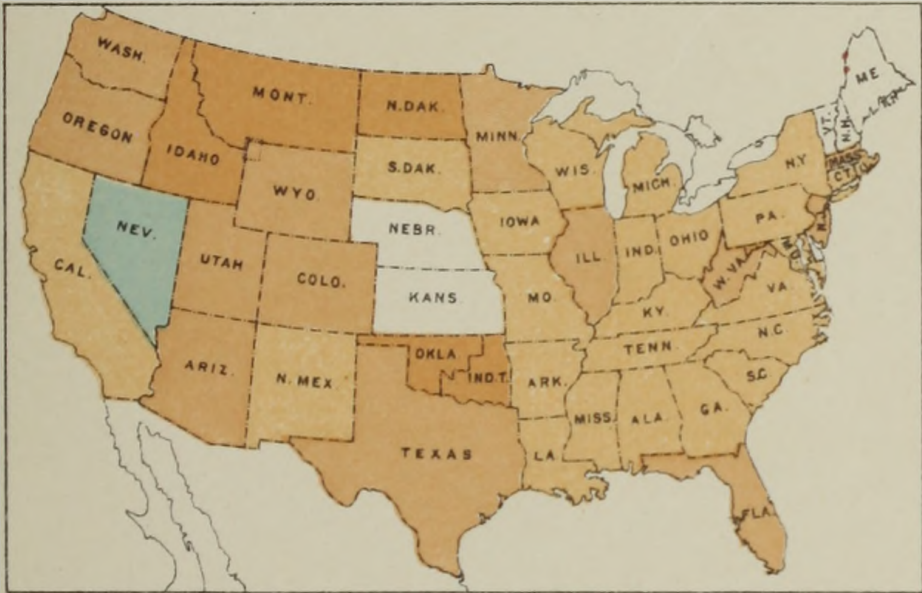 WASH.
OREGON
IDAHO
MONT.
WYO.
N.DAK.
S.DAK.
NEBR.
KANS.
MINN.
IOWA
WIS.
MICH.
ILL.
IND.
OHIO
MO.
KY.
TENN.
NEV.
CAL.
UTAH
COLO.
ARIZ.
N.MEX.
OKLA.
IND.T.
TEXAS
ARK.
LA.
MISS.
ALA.
GA.
FLA.
S.C.
N.C.
VA.
W.VA.
PA.
N.Y.
N.J.
MD.
MASS.
CT.
VT.
N.H.
ME.